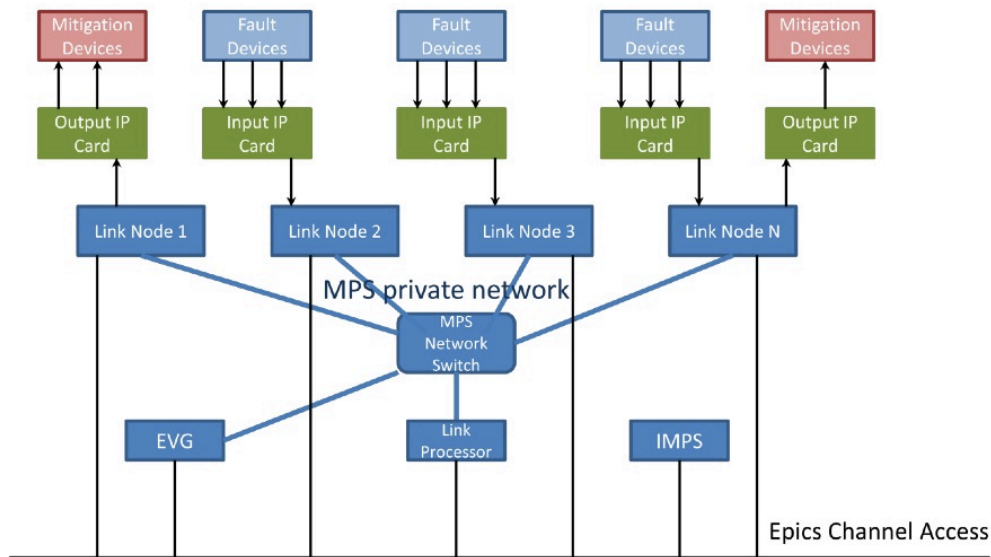 Mitigation
Devices
Fault
Devices
Fault
Devices
Fault
Devices
Mitigation
Devices
Output IP
Card
Input IP
Card
Input IP
Card
Input IP
Card
Output IP
Card
Link Node 1
Link Node 2
Link Node 3
Link Node N
MPS private network
MPS
Network
Switch
EVG
Link
Processor
IMPS
Epics Channel Access